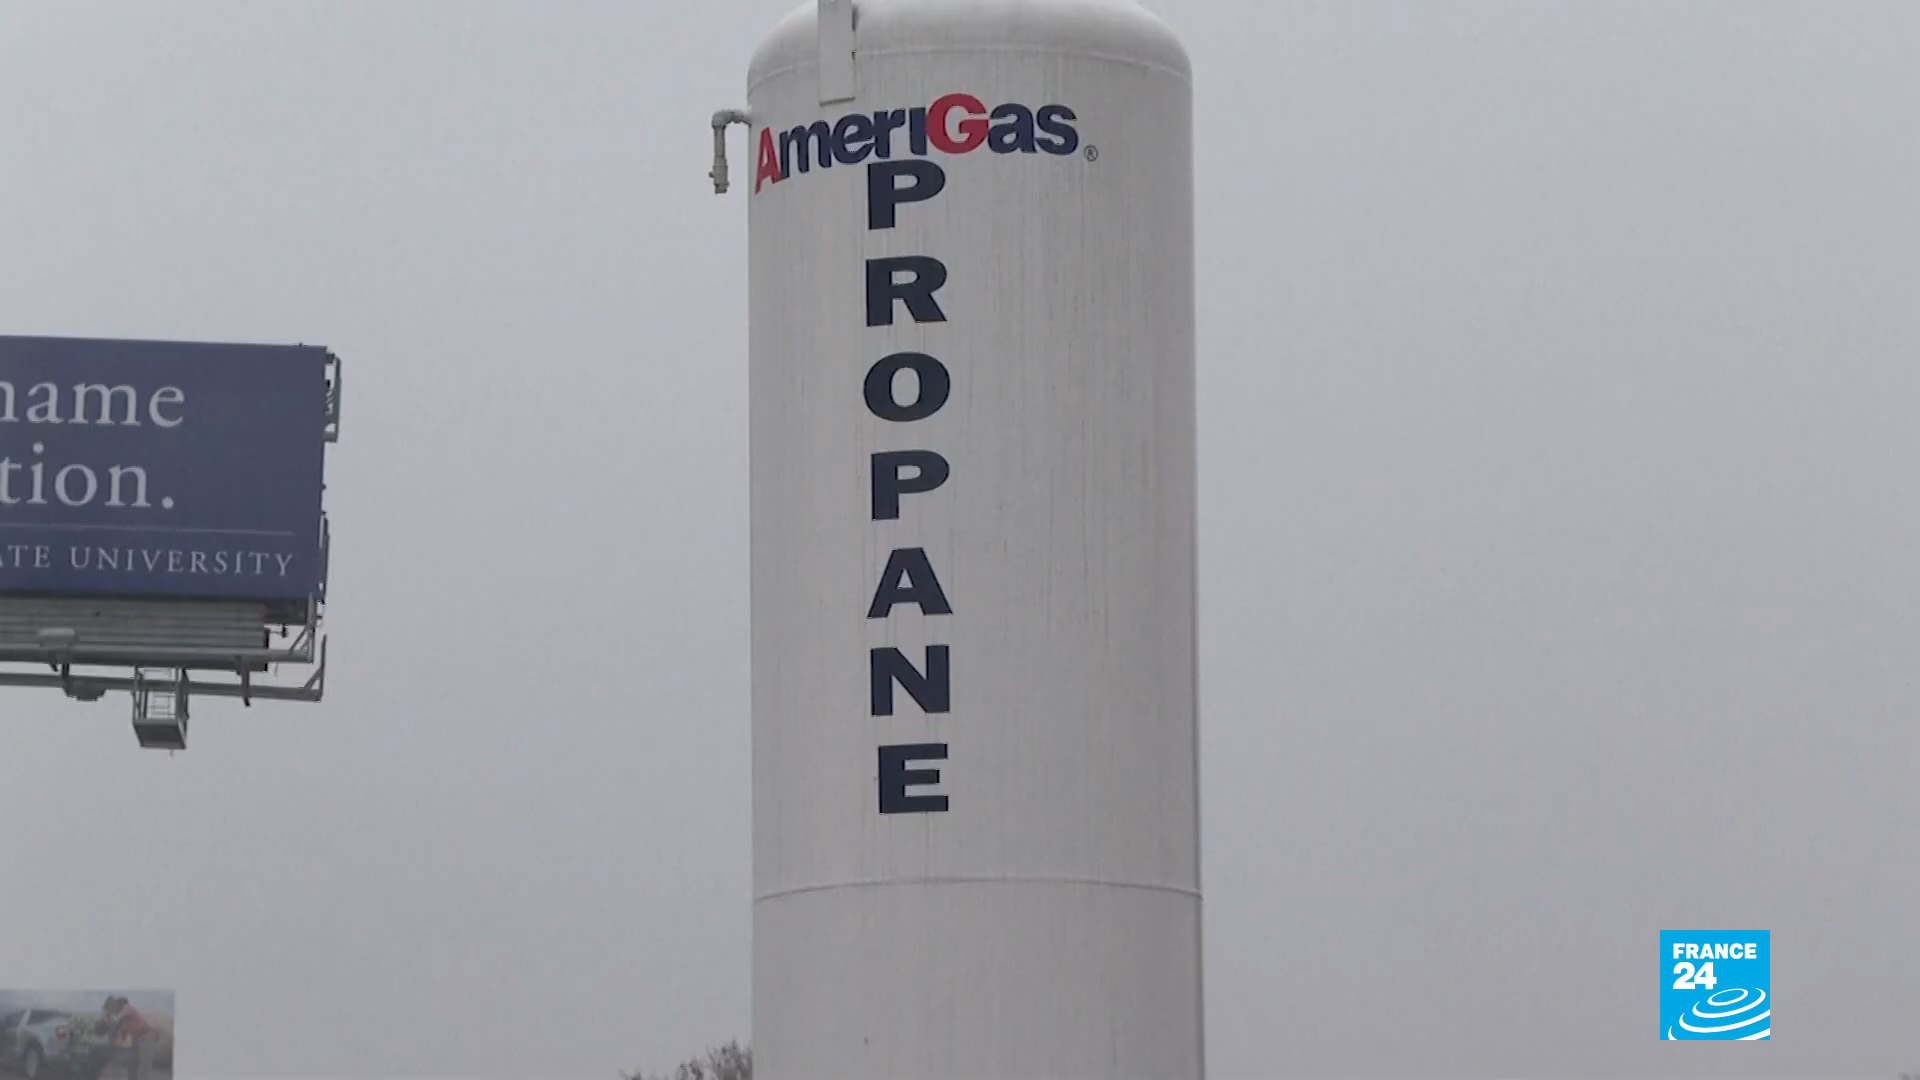 AmeriGas®
PROPANE
name
tion.
ATE UNIVERSITY
FRANCE
24